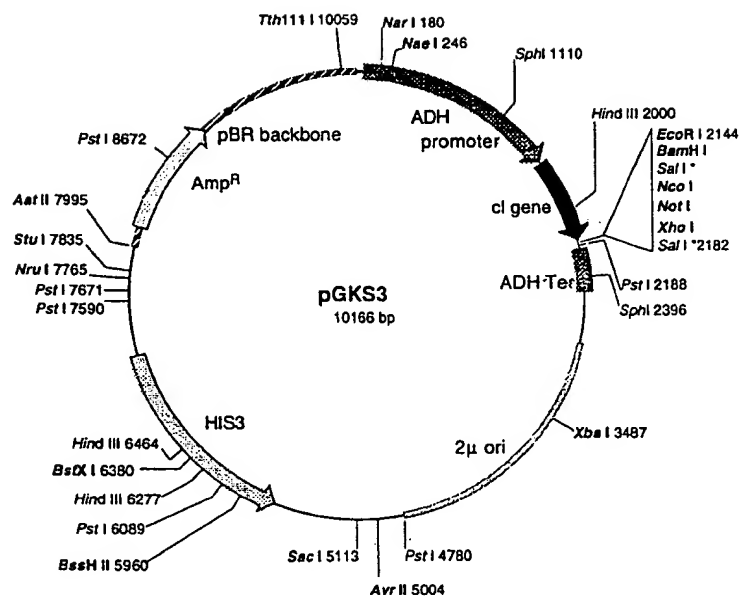 Tth111 I 10059
Nar I 180
Nae I 246
Sph I 1110
Hind III 2000
EcoR I 2144
BamH I
Sal I *
Nco I
Not I
Xho I
Sal I *2182
Pst I 2188
Sph I 2396
Xba I 3487
Pst I 4780
Avr II 5004
Sac I 5113
BssH II 5960
Pst I 6089
Hind III 6277
BstX I 6380
Hind III 6464
Pst I 7590
Pst I 7671
Nru I 7765
Stu I 7835
Aat II 7995
Pst I 8672
pBR backbone
AmpR
ADH
promoter
cI gene
ADH Ter
2µ ori
HIS3
pGKS3
10166 bp